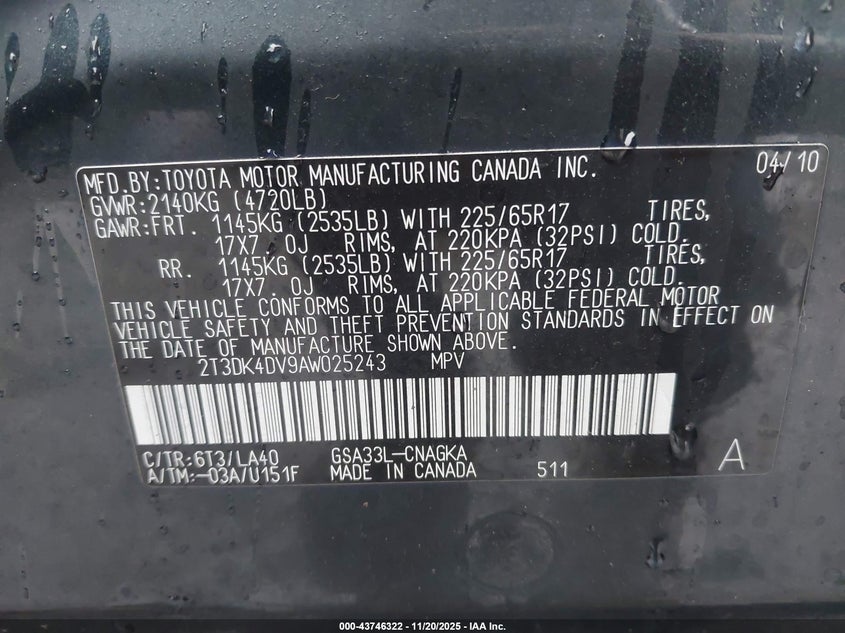 MFD.BY:TOYOTA MOTOR MANUFACTURING CANADA INC. 04/10
GVWR:2140KG (4720LB)
GAWR:FRT. 1145KG (2535LB) WITH 225/65R17 TIRES,
17X7.0J RIMS, AT 220KPA (32PSI) COLD.
RR. 1145KG (2535LB) WITH 225/65R17 TIRES,
17X7.0J RIMS, AT 220KPA (32PSI) COLD.
THIS VEHICLE CONFORMS TO ALL APPLICABLE FEDERAL MOTOR
VEHICLE SAFETY AND THEFT PREVENTION STANDARDS IN EFFECT ON
THE DATE OF MANUFACTURE SHOWN ABOVE.
2T3DK4DV9AW025243 MPV
C/TR:6T3/LA40 GSA33L-CNAGKA
A/TM:-03A/U151F MADE IN CANADA 511 A
000-43746322 - 11/20/2025 - IAA Inc.